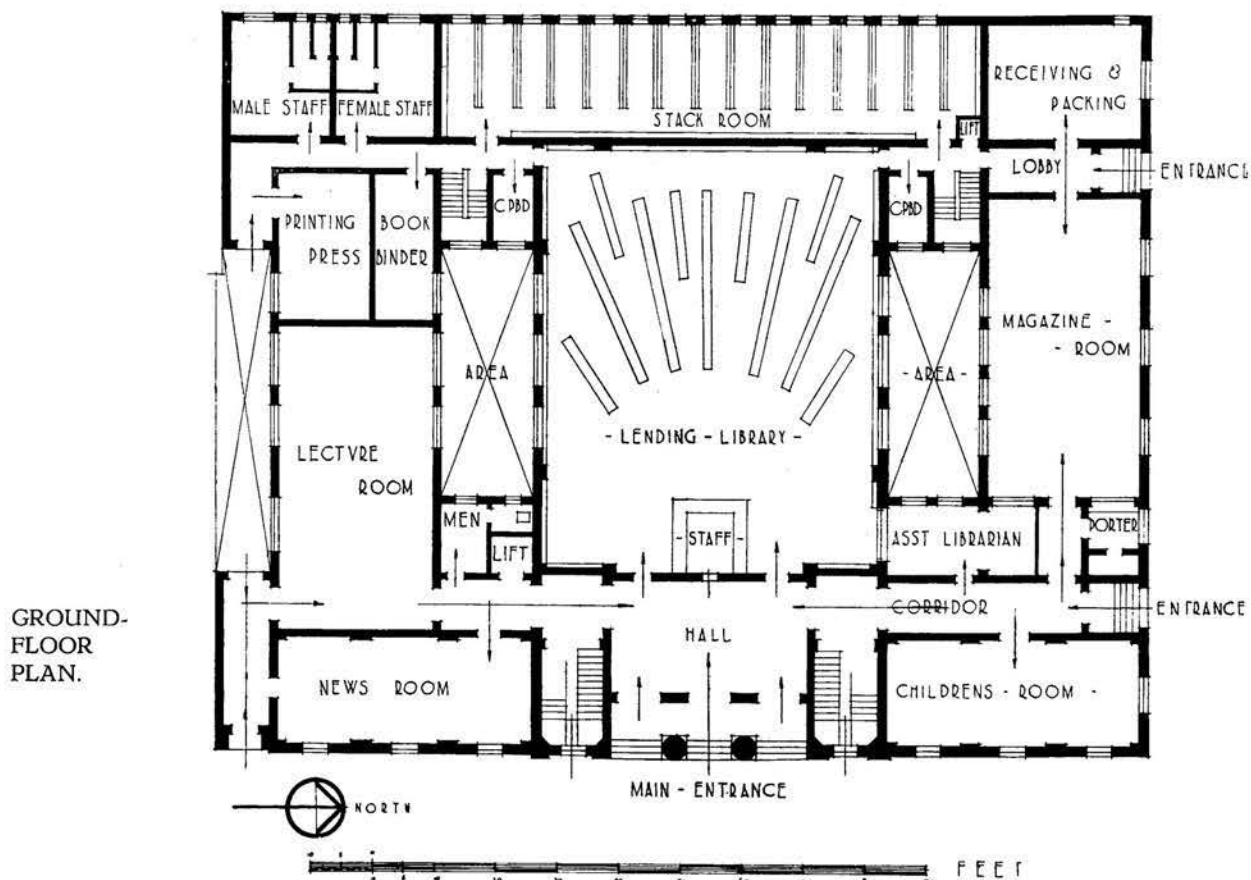 MALE STAFF
FEMALE STAFF
STACK ROOM
LIFT
RECEIVING &
PACKING
LOBBY
ENTRANCE
PRINTING
PRESS
BOOK
BINDER
CPBD
CPBD
AREA
- LENDING - LIBRARY -
- AREA -
MAGAZINE -
- ROOM
LECTVRE
ROOM
MEN
LIFT
- STAFF -
ASST LIBRARIAN
PORTER
CORRIDOR
ENTRANCE
HALL
NEWS ROOM
CHILDRENS - ROOM -
MAIN - ENTRANCE
GROUND-
FLOOR
PLAN.
NORTH
FEET